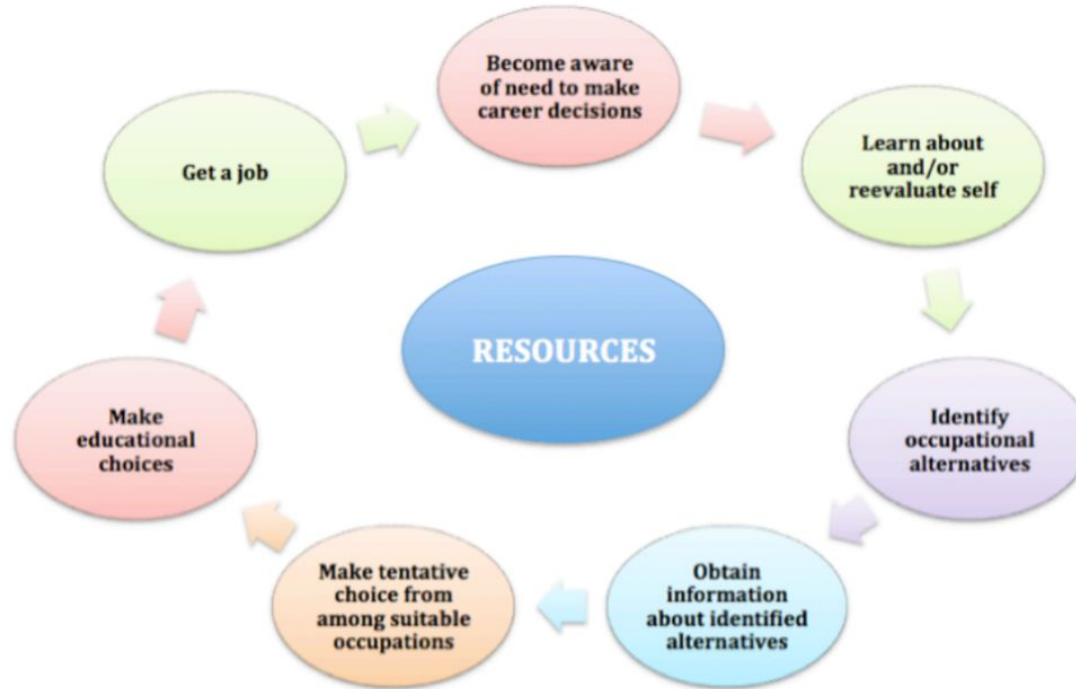 Become aware
of need to make
career decisions
Learn about
and/or
reevaluate self
Identify
occupational
alternatives
Obtain
information
about identified
alternatives
Make tentative
choice from
among suitable
occupations
Make
educational
choices
Get a job
RESOURCES